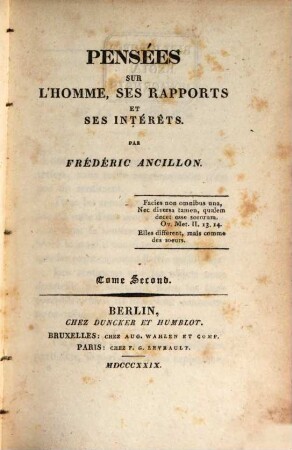 PENSÉES
SUR
L'HOMME, SES RAPPORTS
ET
SES INTÉRÊTS.
PAR
FRÉDÉRIC ANCILLON.
Facies non omnibus una,
Nec diversa tamen, qualem
decet esse sororum.
Ov. Met. II, 13, 14.
Elles diffèrent, mais comme
des soeurs.
Tome Second.
BERLIN,
CHEZ DUNCKER ET HUMBLOT.
BRUXELLES: CHEZ AUG. WAHLEN ET COMP.
PARIS: CHEZ F. G. LEVRAULT.
MDCCCXXIX.